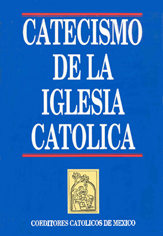 CATECISMO
DE LA
IGLESIA
CATOLICA
COEDITORES CATOLICOS DE MEXICO